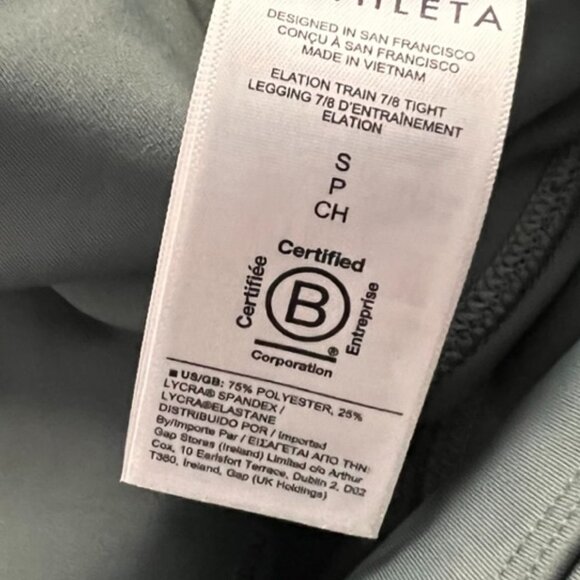 HLETA
DESIGNED IN SAN FRANCISCO
CONÇU À SAN FRANCISCO
MADE IN VIETNAM
ELATION TRAIN 7/8 TIGHT
LEGGING 7/8 D'ENTRAÎNEMENT
ELATION
S
P
CH
Certified
Certifiée
B
Entreprise
®
Corporation
■ US/GB: 75% POLYESTER, 25%
LYCRA® SPANDEX /
LYCRA®ELASTANE
DISTRIBUIDO POR / Imported
By/Importe Par / ΕΙΣΑΓΕΤΑΙ ΑΠΟ ΤΗΝ:
Gap Stores (Ireland) Limited c/o Arthur
Cox, 10 Earlsfort Terrace, Dublin 2, D02
T380, Ireland, Gap (UK Holdings)